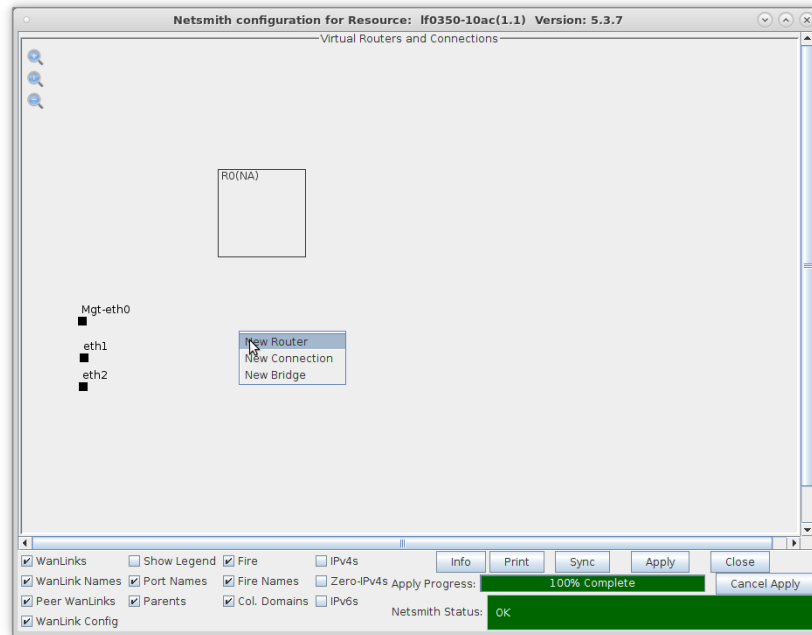 Netsmith configuration for Resource: lf0350-10ac(1.1) Version: 5.3.7
Virtual Routers and Connections
R0(NA)
Mgt-eth0
eth1
eth2
New Router
New Connection
New Bridge
WanLinks Show Legend Fire IPv4s Info Print Sync Apply Close
WanLink Names Port Names Fire Names Zero-IPv4s Apply Progress: 100% Complete Cancel Apply
Peer WanLinks Parents Col. Domains IPv6s Netsmith Status: OK
WanLink Config